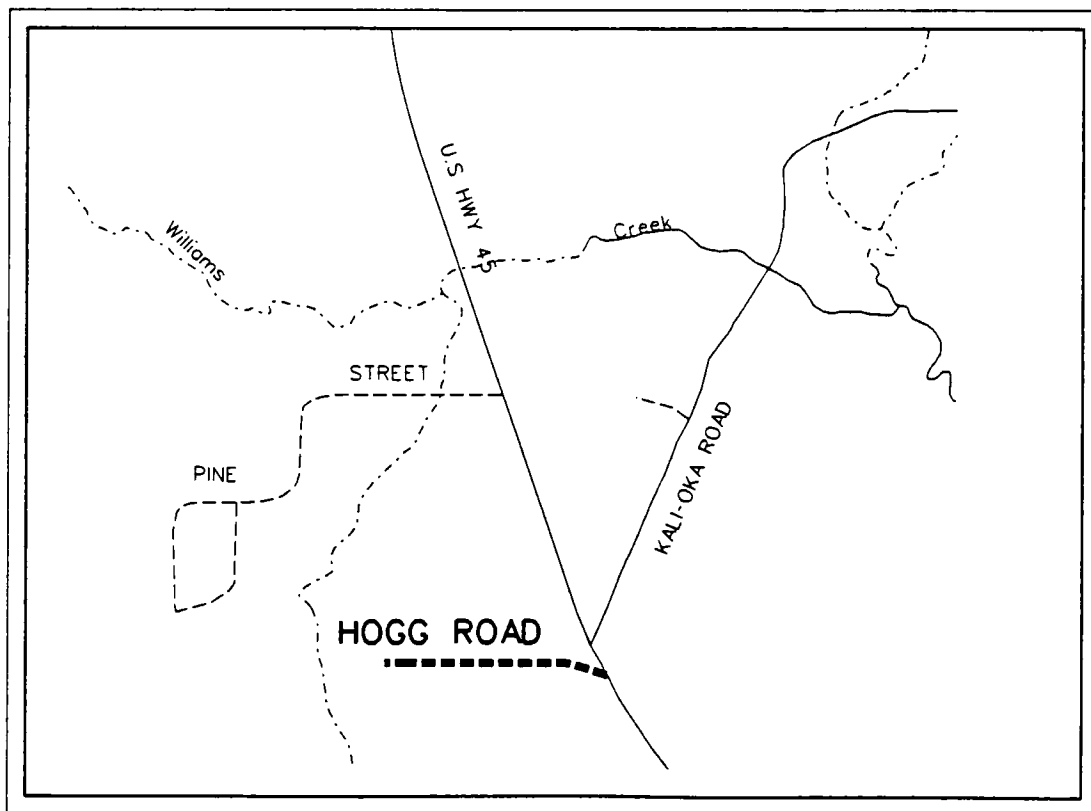 U.S HWY 45
Williams
Creek
STREET
PINE
KALI-OKA ROAD
HOGG ROAD